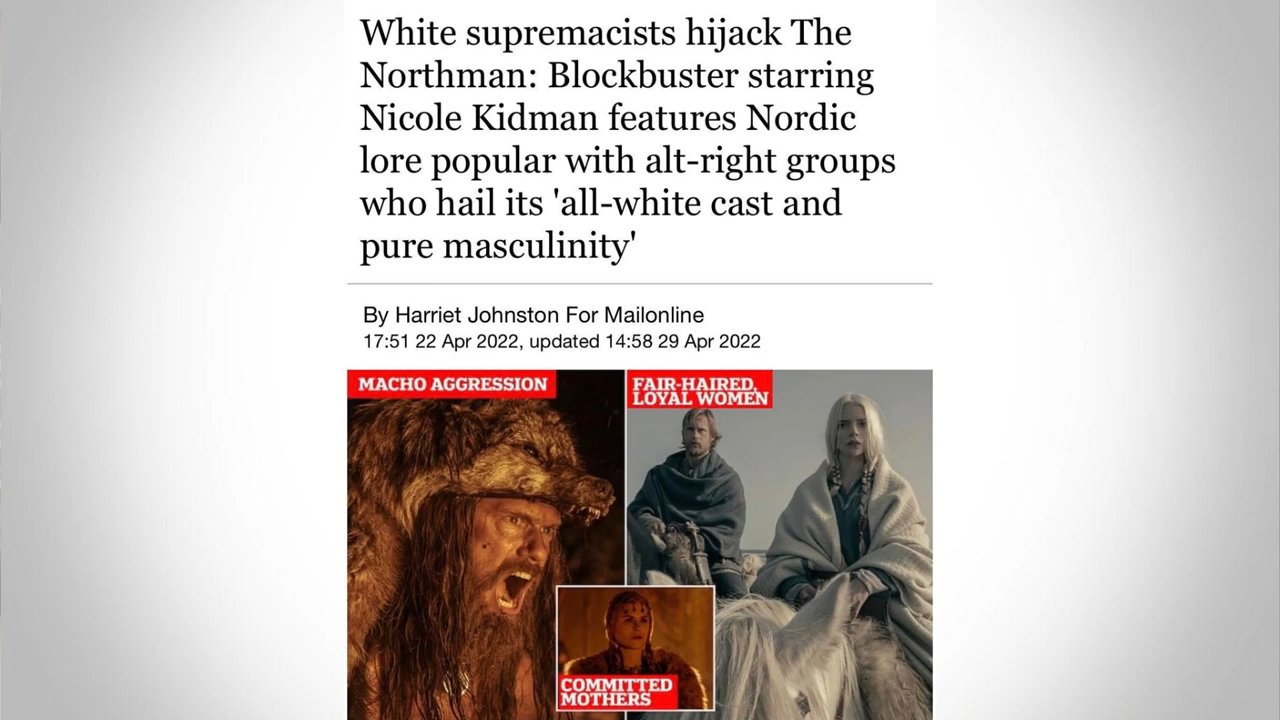 White supremacists hijack The
Northman: Blockbuster starring
Nicole Kidman features Nordic
lore popular with alt-right groups
who hail its 'all-white cast and
pure masculinity'
By Harriet Johnston For Mailonline
17:51 22 Apr 2022, updated 14:58 29 Apr 2022
MACHO AGGRESSION
FAIR-HAIRED,
LOYAL WOMEN
COMMITTED
MOTHERS